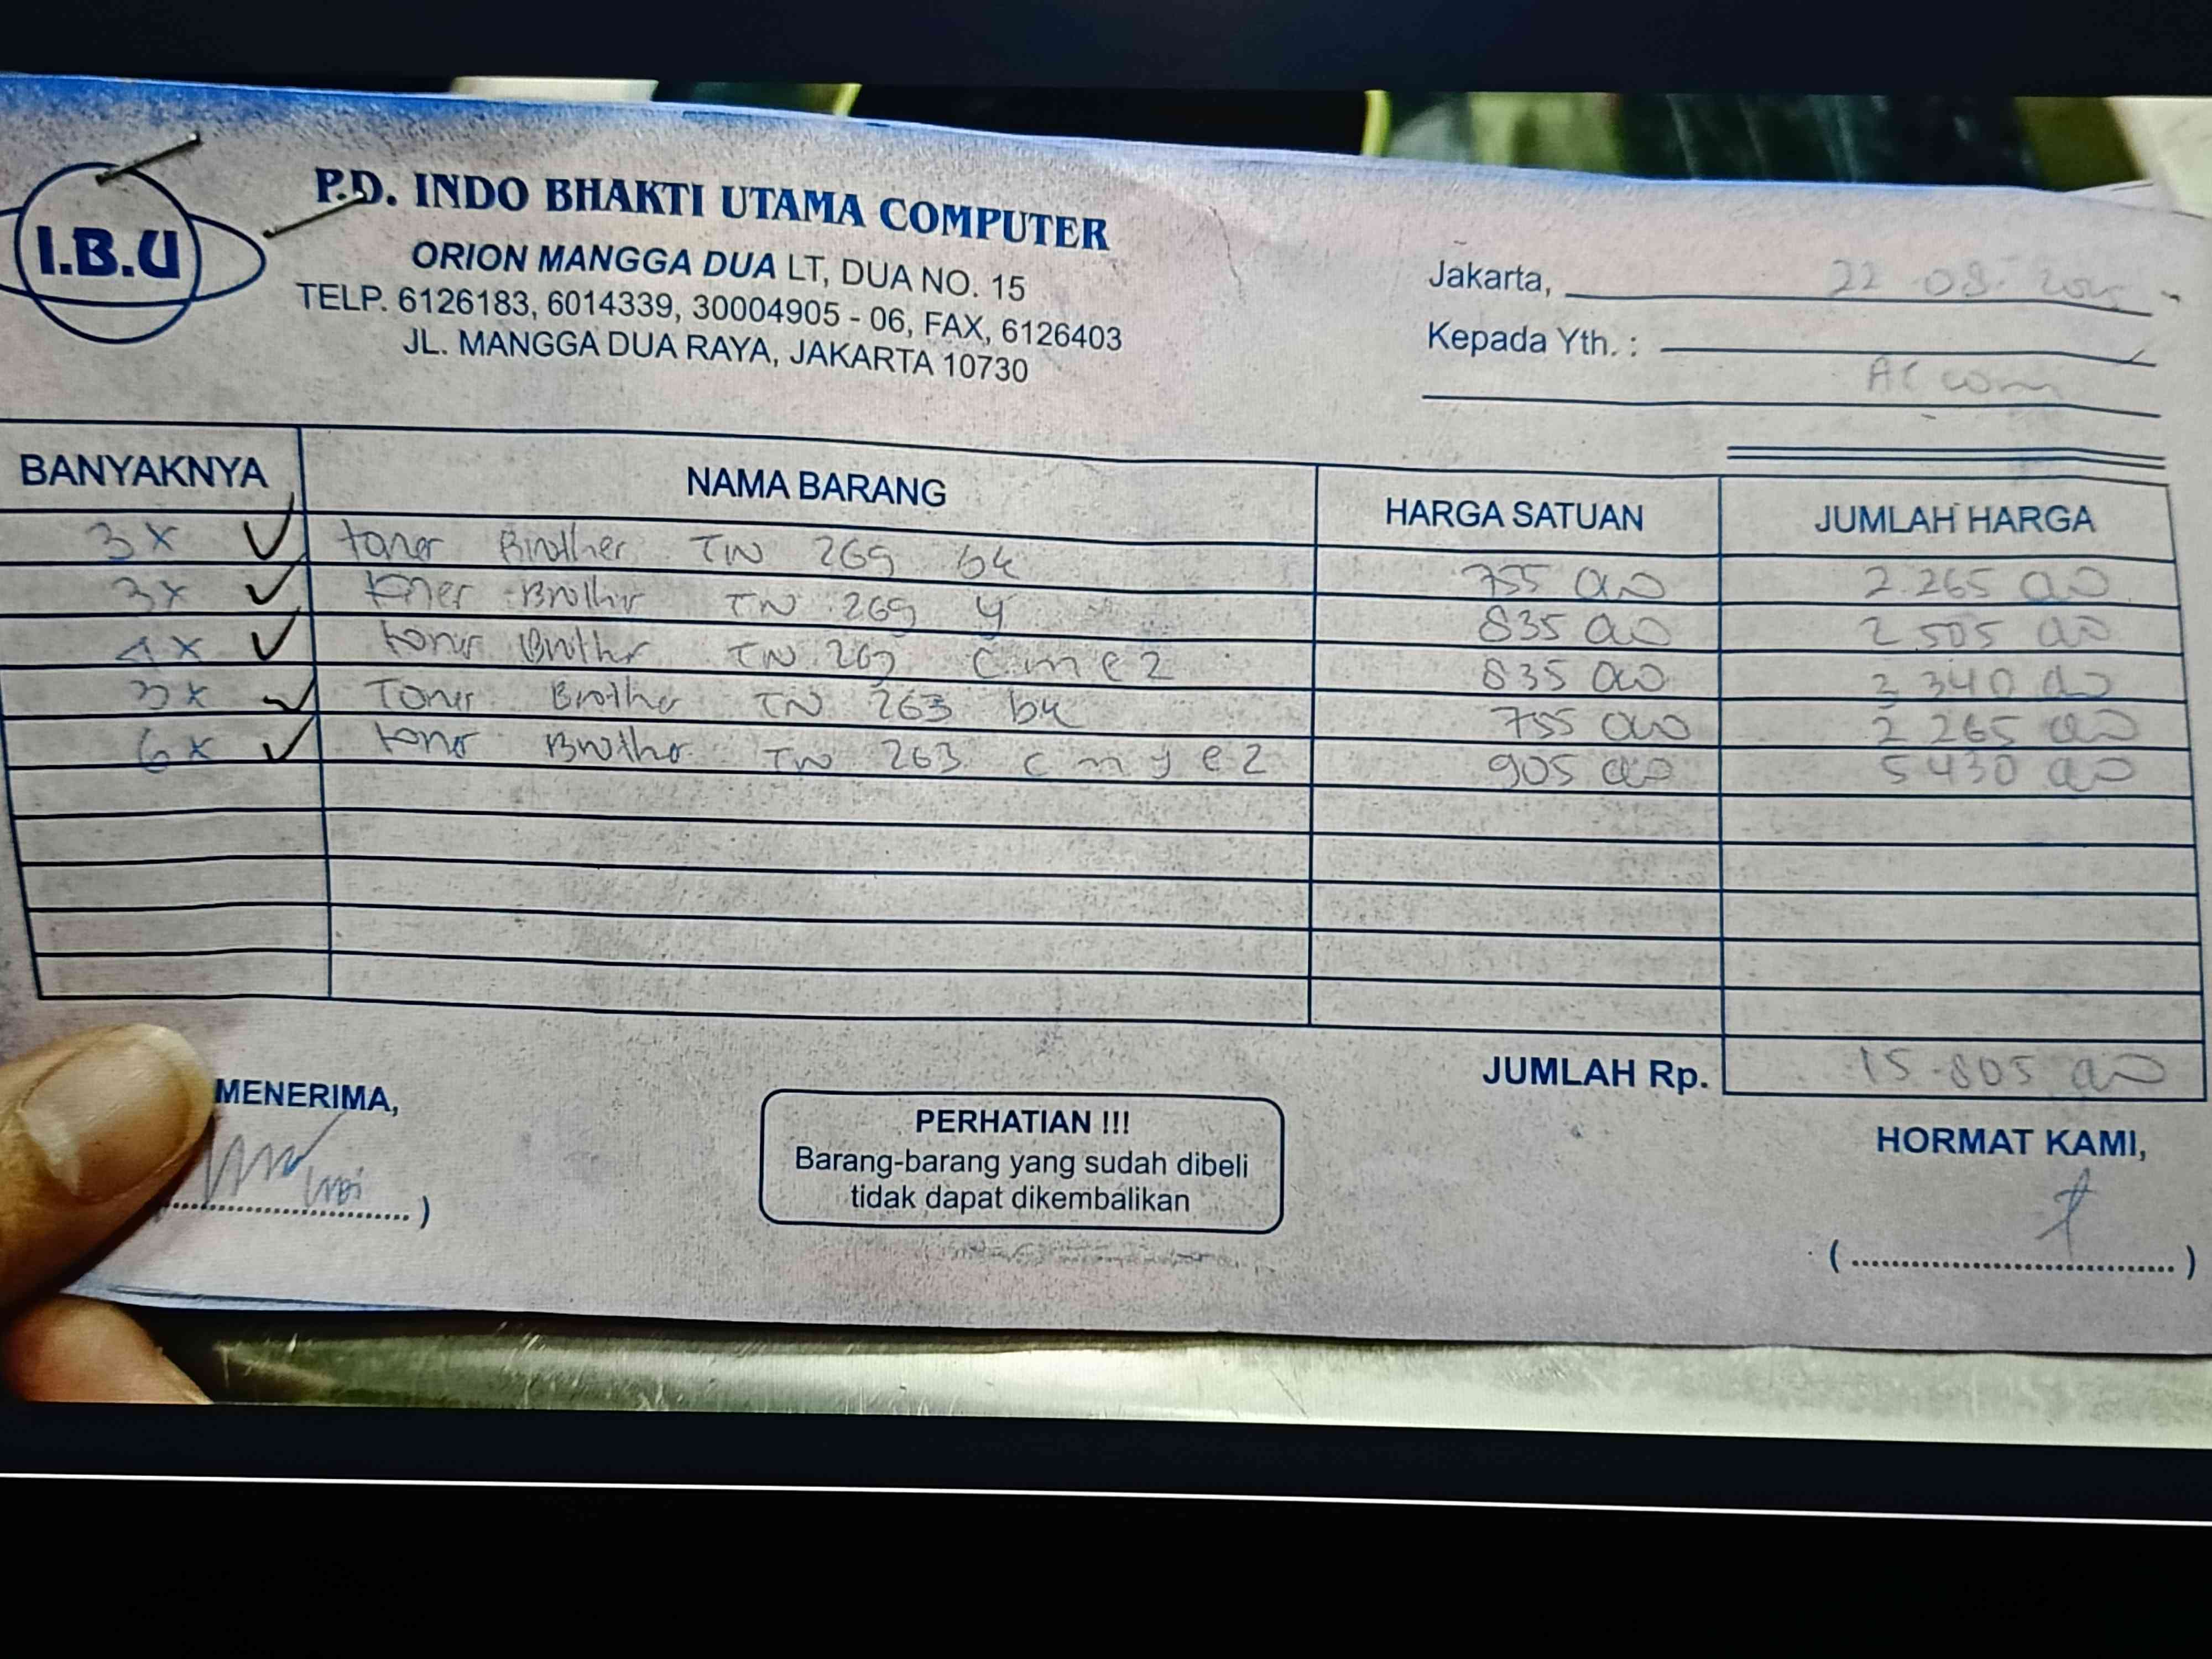 I.B.U
P.D. INDO BHAKTI UTAMA COMPUTER
ORION MANGGA DUA LT, DUA NO. 15
TELP. 6126183, 6014339, 30004905 - 06, FAX, 6126403
JL. MANGGA DUA RAYA, JAKARTA 10730
Jakarta, 22-08-2025
Kepada Yth. :
BANYAKNYA NAMA BARANG HARGA SATUAN JUMLAH HARGA
3x toner Brother TN 269 bk 755 000 2.265 000
3x toner Brother TN 269 y 835 000 2 505 000
4x toner Brother TN 269 c m e 2 835 000 3 340 000
3x Toner Brother TN 263 bk 755 000 2 265 000
6x toner Brother TN 263 c m y e 2 905 000 5 430 000
JUMLAH Rp. 15.805 000
MENERIMA,
PERHATIAN !!!
Barang-barang yang sudah dibeli
tidak dapat dikembalikan
HORMAT KAMI,